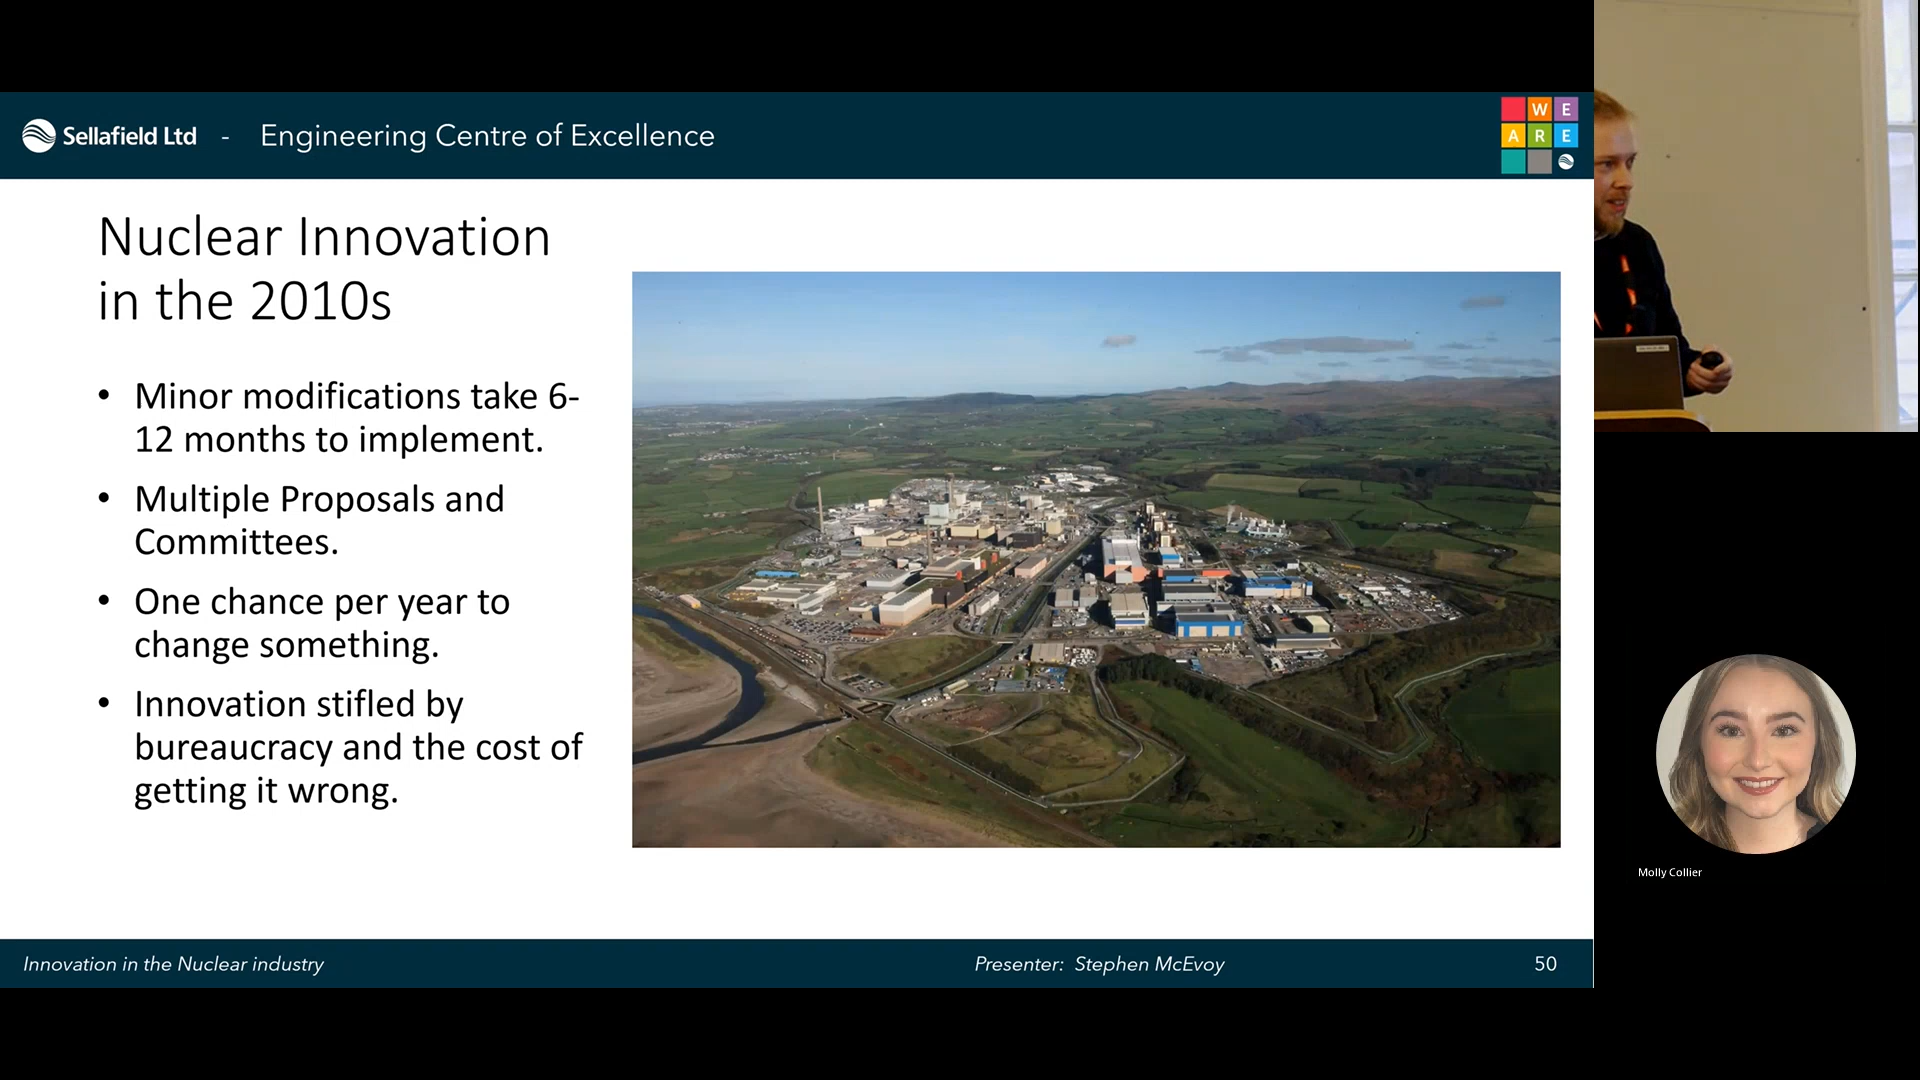 Sellafield Ltd - Engineering Centre of Excellence
W E
A R E
Nuclear Innovation
in the 2010s
• Minor modifications take 6-
12 months to implement.
• Multiple Proposals and
Committees.
• One chance per year to
change something.
• Innovation stifled by
bureaucracy and the cost of
getting it wrong.
Molly Collier
Innovation in the Nuclear industry
Presenter: Stephen McEvoy
50